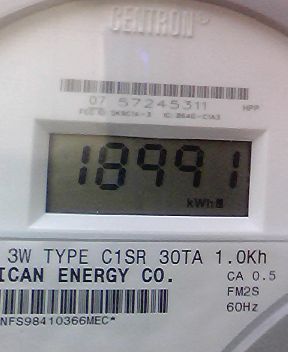 CENTRON
07 57245311 HPP
18991
kWh
3W TYPE C1SR 30TA 1.0Kh
ICAN ENERGY CO. CA 0.5
FM2S
60Hz
NFS98410366MEC*